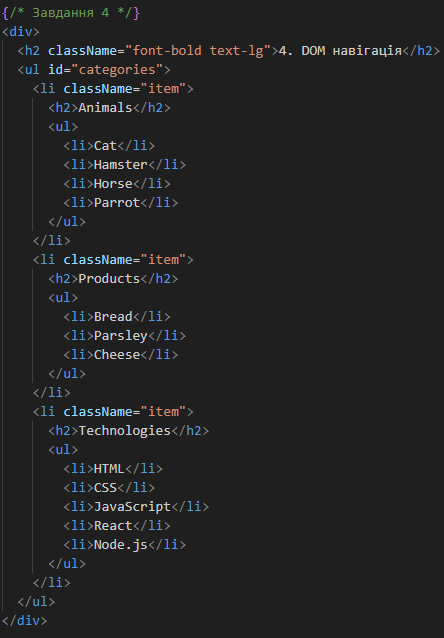 {/* Завдання 4 */}
<div>
  <h2 className="font-bold text-lg">4. DOM навігація</h2>
  <ul id="categories">
    <li className="item">
      <h2>Animals</h2>
      <ul>
        <li>Cat</li>
        <li>Hamster</li>
        <li>Horse</li>
        <li>Parrot</li>
      </ul>
    </li>
    <li className="item">
      <h2>Products</h2>
      <ul>
        <li>Bread</li>
        <li>Parsley</li>
        <li>Cheese</li>
      </ul>
    </li>
    <li className="item">
      <h2>Technologies</h2>
      <ul>
        <li>HTML</li>
        <li>CSS</li>
        <li>JavaScript</li>
        <li>React</li>
        <li>Node.js</li>
      </ul>
    </li>
  </ul>
</div>